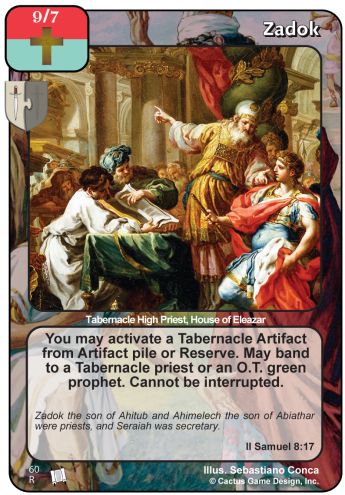 9/7
Zadok
Tabernacle High Priest, House of Eleazar
You may activate a Tabernacle Artifact
from Artifact pile or Reserve. May band
to a Tabernacle priest or an O.T. green
prophet. Cannot be interrupted.
Zadok the son of Ahitub and Ahimelech the son of Abiathar
were priests, and Seraiah was secretary.
II Samuel 8:17
60
R
Illus. Sebastiano Conca
© Cactus Game Design, Inc.